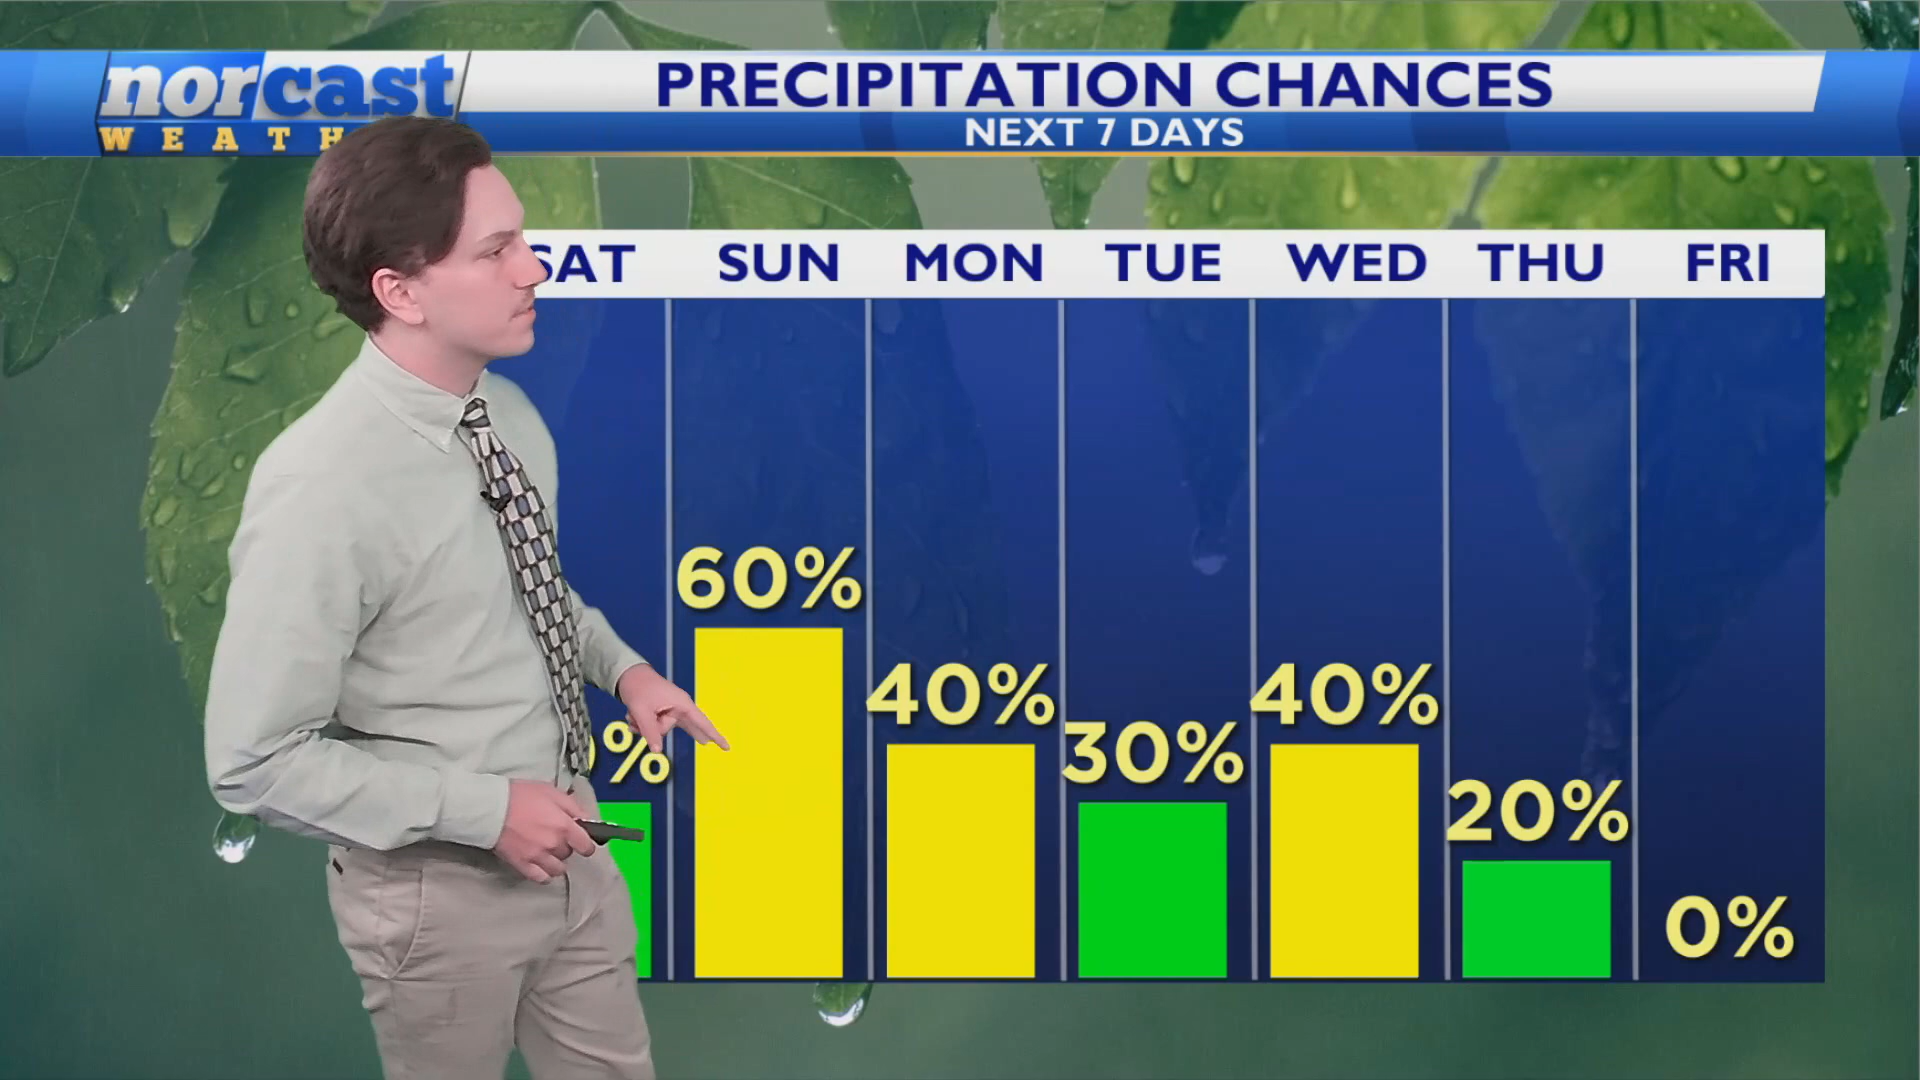 norcast
PRECIPITATION CHANCES
NEXT 7 DAYS
SAT SUN MON TUE WED THU FRI
60%
40%
40%
30%
20%
0%